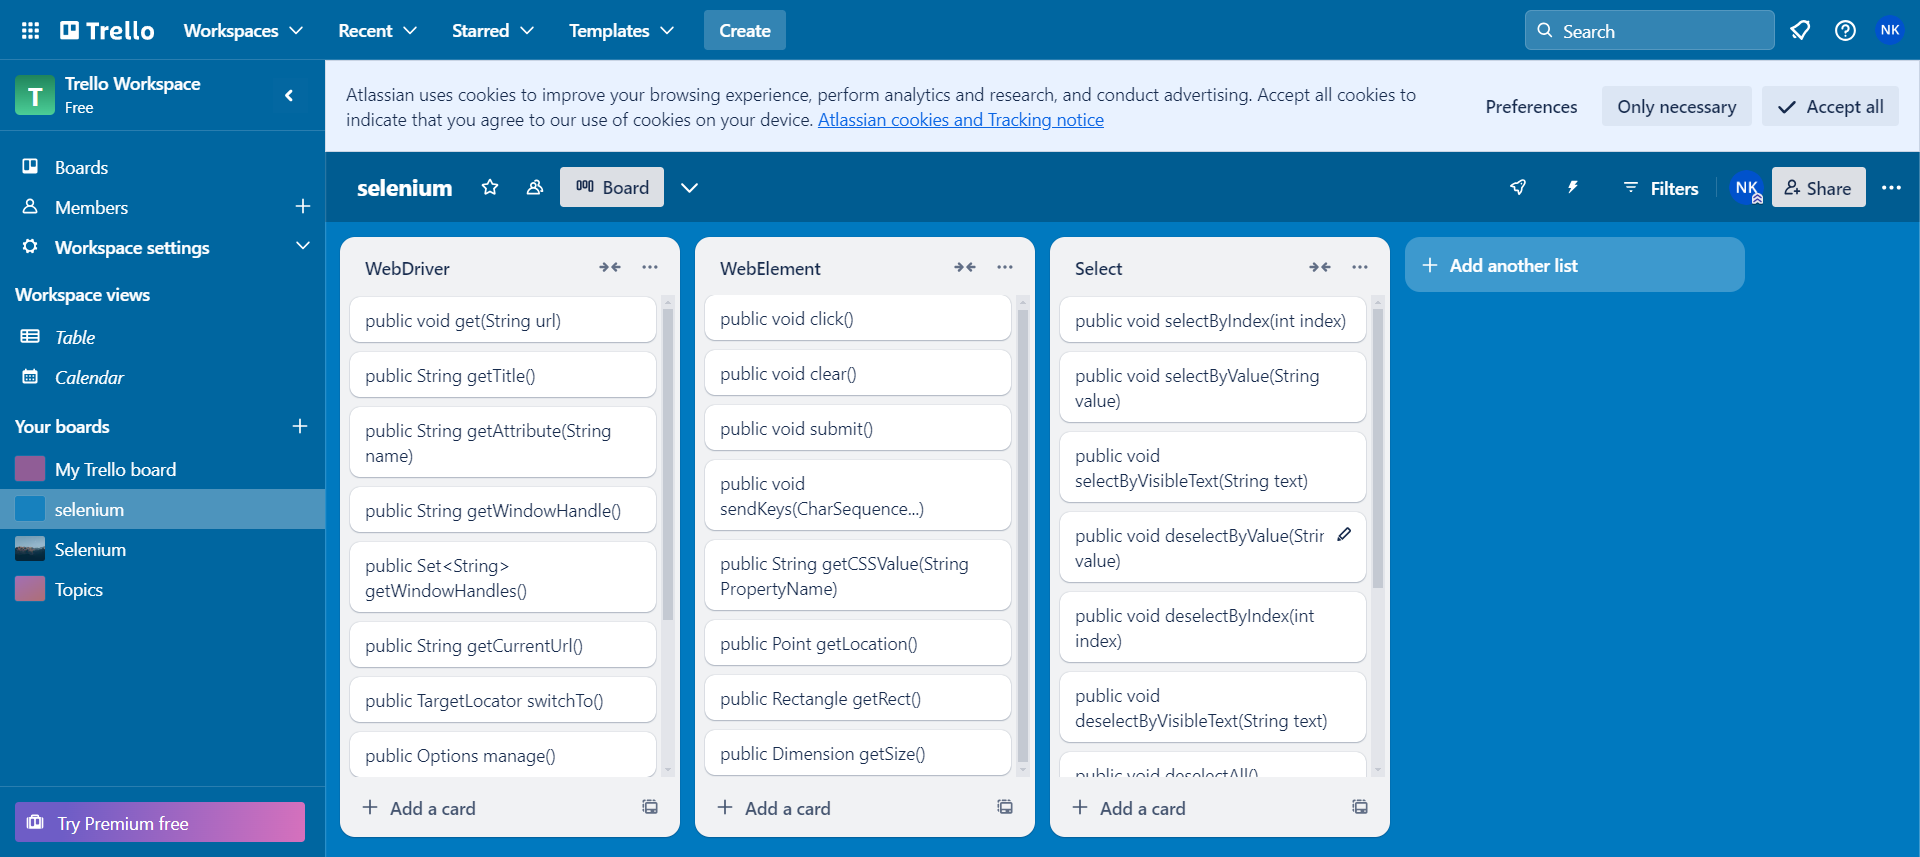 Trello
Workspaces
Recent
Starred
Templates
Create
Search
NK
T
Trello Workspace
Free
Boards
Members
Workspace settings
Workspace views
Table
Calendar
Your boards
My Trello board
selenium
Selenium
Topics
Try Premium free
Atlassian uses cookies to improve your browsing experience, perform analytics and research, and conduct advertising. Accept all cookies to
indicate that you agree to our use of cookies on your device. Atlassian cookies and Tracking notice
Preferences
Only necessary
Accept all
selenium
Board
Filters
NK
Share
WebDriver
public void get(String url)
public String getTitle()
public String getAttribute(String
name)
public String getWindowHandle()
public Set<String>
getWindowHandles()
public String getCurrentUrl()
public TargetLocator switchTo()
public Options manage()
Add a card
WebElement
public void click()
public void clear()
public void submit()
public void
sendKeys(CharSequence...)
public String getCSSValue(String
PropertyName)
public Point getLocation()
public Rectangle getRect()
public Dimension getSize()
Add a card
Select
public void selectByIndex(int index)
public void selectByValue(String
value)
public void
selectByVisibleText(String text)
public void deselectByValue(Strir
value)
public void deselectByIndex(int
index)
public void
deselectByVisibleText(String text)
public void deselectAll()
Add a card
Add another list